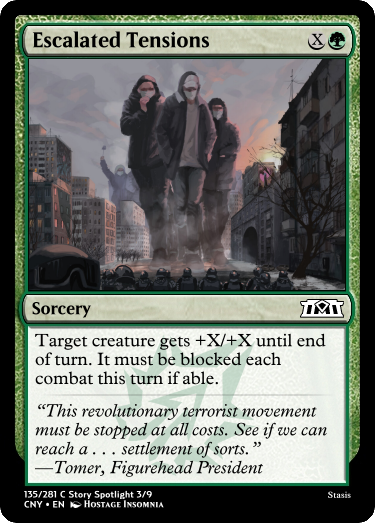 Escalated Tensions X
Sorcery
Target creature gets +X/+X until end
of turn. It must be blocked each
combat this turn if able.
“This revolutionary terrorist movement
must be stopped at all costs. See if we can
reach a . . . settlement of sorts.”
—Tomer, Figurehead President
135/281 C Story Spotlight 3/9
Stasis
CNY • EN Hostage Insomnia